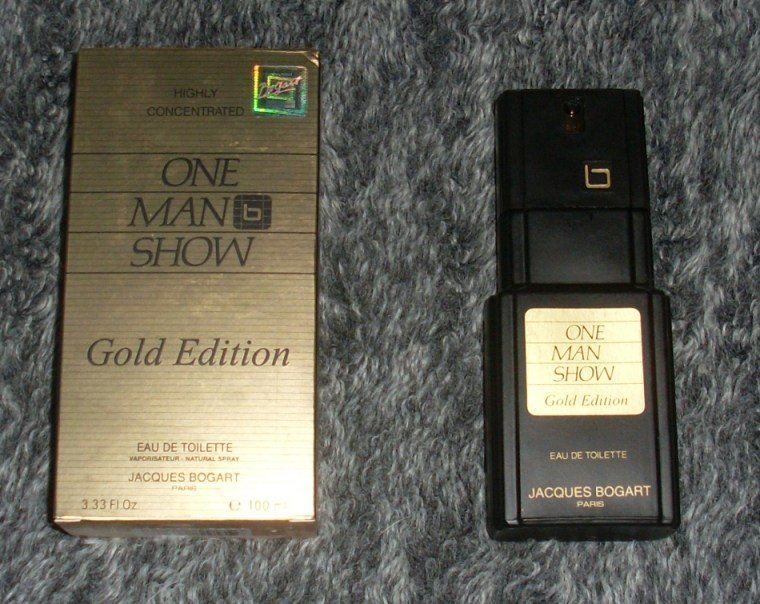 HIGHLY
CONCENTRATED
Bogart
ONE
MAN b
SHOW
Gold Edition
EAU DE TOILETTE
VAPORISATEUR - NATURAL SPRAY
JACQUES BOGART
PARIS
3.33 Fl Oz. e 100 ml
b
ONE
MAN
SHOW
Gold Edition
EAU DE TOILETTE
JACQUES BOGART
PARIS